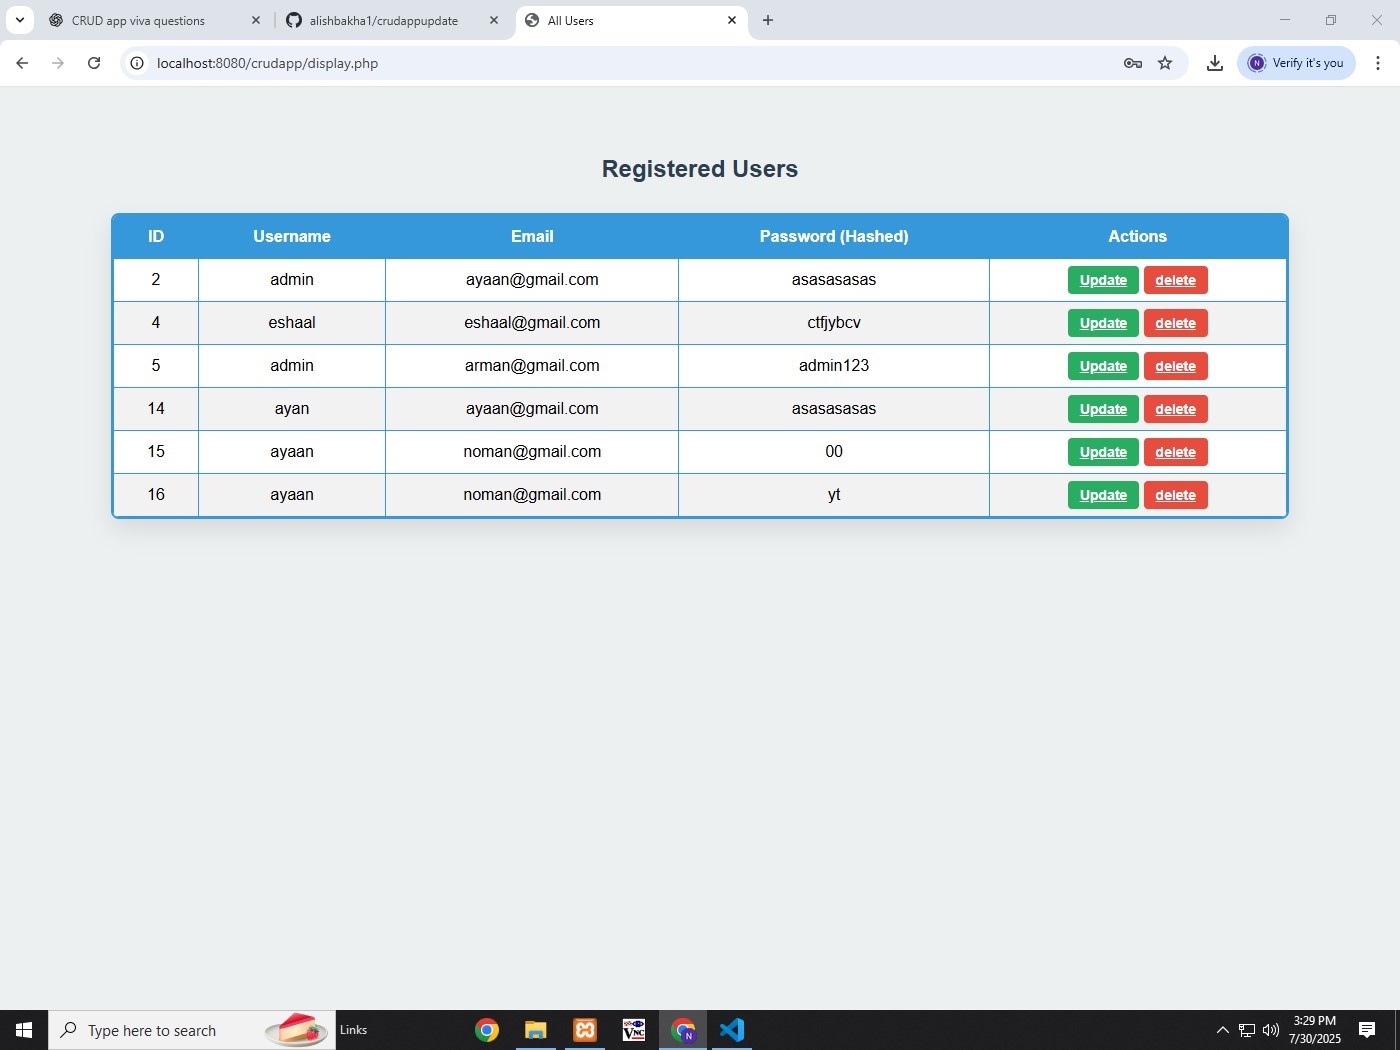 CRUD app viva questions
alishbakha1/crudappupdate
All Users
localhost:8080/crudapp/display.php
N
Verify it's you
Registered Users
ID Username Email Password (Hashed) Actions
2 admin ayaan@gmail.com asasasasas Update delete
4 eshaal eshaal@gmail.com ctfjybcv Update delete
5 admin arman@gmail.com admin123 Update delete
14 ayan ayaan@gmail.com asasasasas Update delete
15 ayaan noman@gmail.com 00 Update delete
16 ayaan noman@gmail.com yt Update delete
Type here to search
Links
VNC
N
3:29 PM
7/30/2025